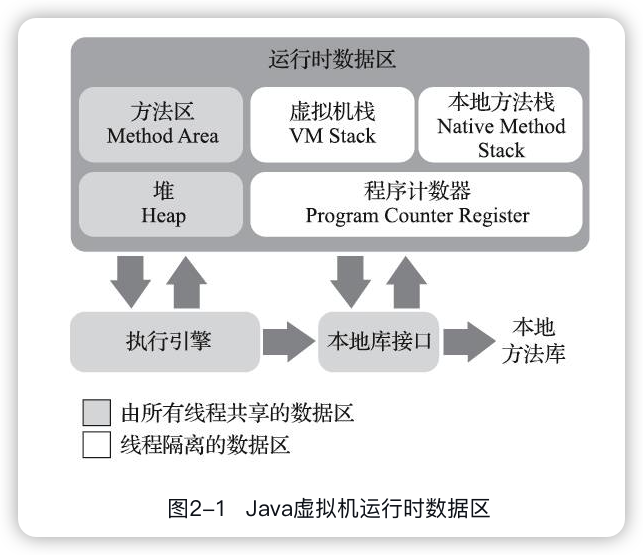 运行时数据区
方法区
Method Area
虚拟机栈
VM Stack
本地方法栈
Native Method
Stack
堆
Heap
程序计数器
Program Counter Register
执行引擎
本地库接口
本地
方法库
由所有线程共享的数据区
线程隔离的数据区
图2-1 Java虚拟机运行时数据区